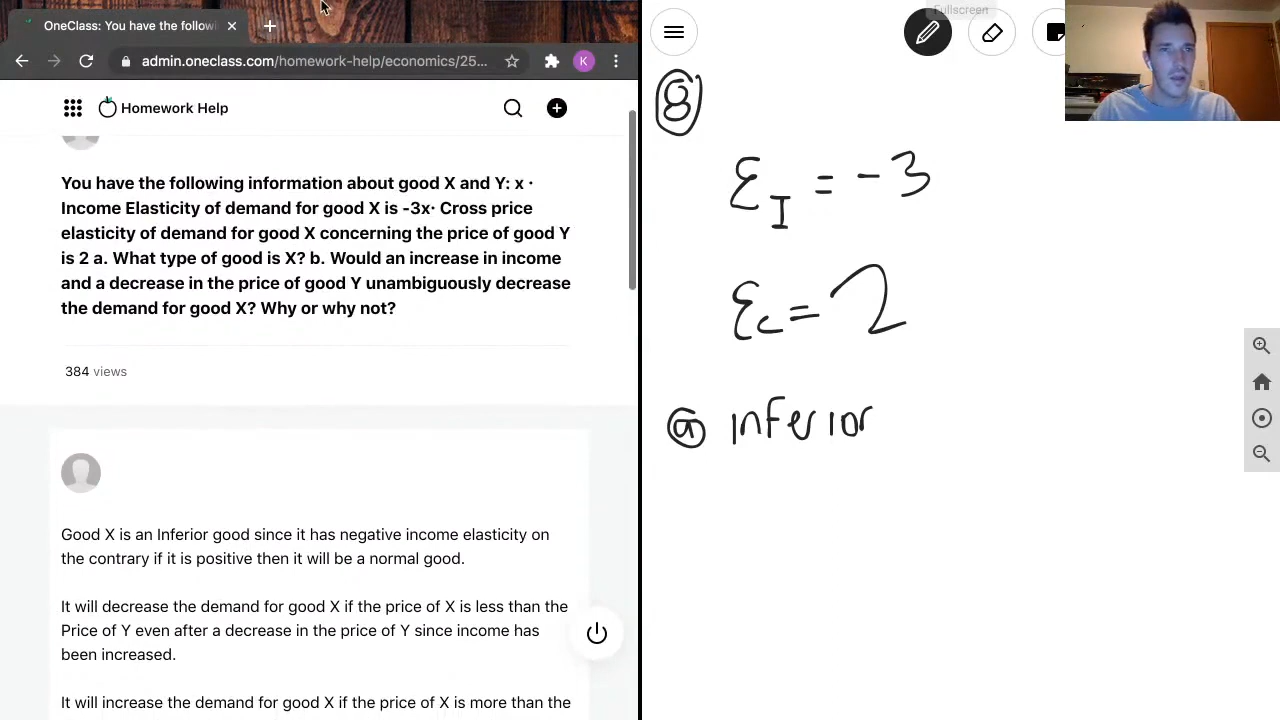 OneClass: You have the follow
admin.oneclass.com/homework-help/economics/25...
K
Homework Help
You have the following information about good X and Y: x ·
Income Elasticity of demand for good X is -3x· Cross price
elasticity of demand for good X concerning the price of good Y
is 2 a. What type of good is X? b. Would an increase in income
and a decrease in the price of good Y unambiguously decrease
the demand for good X? Why or why not?
384 views
Good X is an Inferior good since it has negative income elasticity on
the contrary if it is positive then it will be a normal good.
It will decrease the demand for good X if the price of X is less than the
Price of Y even after a decrease in the price of Y since income has
been increased.
It will increase the demand for good X if the price of X is more than the
Fullscreen
8
ε I = -3
ε c = 2
a inferior